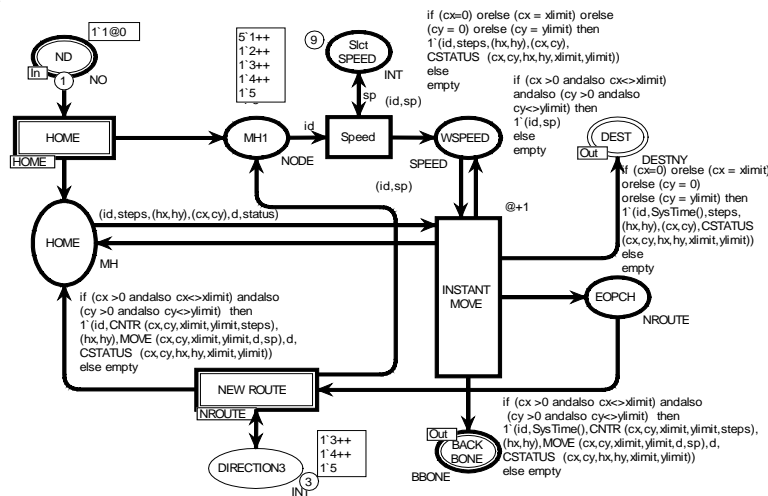 1`1@0
ND
In
1
NO
HOME
HOME
HOME
MH
5`1++
1`2++
1`3++
1`4++
1`5
MH1
NODE
id
9
Slct
SPEED
INT
sp
(id,sp)
Speed
WSPEED
SPEED
(id,sp)
if (cx=0) orelse (cx = xlimit) orelse
(cy = 0) orelse (cy = ylimit) then
1`(id,steps,(hx,hy),(cx,cy),
CSTATUS (cx,cy,hx,hy,xlimit,ylimit))
else
empty
if (cx >0 andalso cx<>xlimit)
andalso (cy >0 andalso
cy<>ylimit) then
1`(id,sp)
else
empty
DEST
Out
DESTNY
if (cx=0) orelse (cx = xlimit)
orelse (cy = 0)
orelse (cy = ylimit) then
1`(id,SysTime(),steps,
(hx,hy),(cx,cy),CSTATUS
(cx,cy,hx,hy,xlimit,ylimit))
else
empty
(id,steps,(hx,hy),(cx,cy),d,status)
@+1
INSTANT
MOVE
EOPCH
NROUTE
if (cx >0 andalso cx<>xlimit) andalso
(cy >0 andalso cy<>ylimit) then
1`(id,CNTR (cx,cy,xlimit,ylimit,steps),
(hx,hy),MOVE (cx,cy,xlimit,ylimit,d,sp),d,
CSTATUS (cx,cy,hx,hy,xlimit,ylimit))
else empty
NEW ROUTE
NROUTE
DIRECTION3
3
INT
1`3++
1`4++
1`5
Out
BACK
BONE
BBONE
if (cx >0 andalso cx<>xlimit) andalso
(cy >0 andalso cy<>ylimit) then
1`(id,SysTime(),CNTR (cx,cy,xlimit,ylimit,steps),
(hx,hy),MOVE (cx,cy,xlimit,ylimit,d,sp),d,
CSTATUS (cx,cy,hx,hy,xlimit,ylimit))
else empty